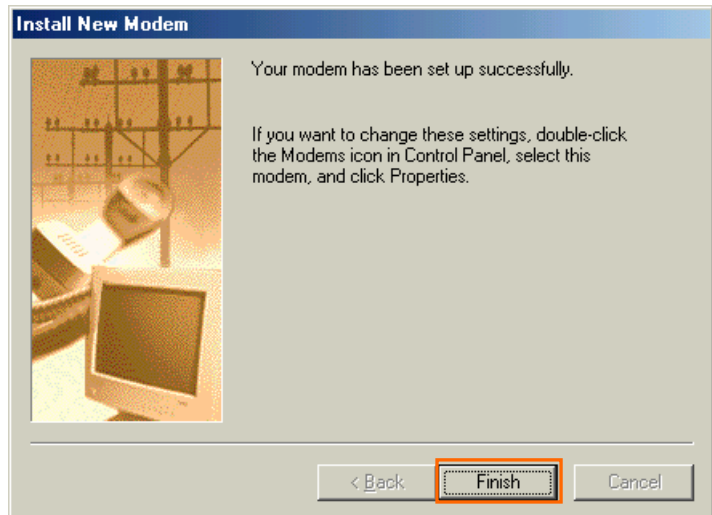 Install New Modem
Your modem has been set up successfully.
If you want to change these settings, double-click
the Modems icon in Control Panel, select this
modem, and click Properties.
< Back
Finish
Cancel